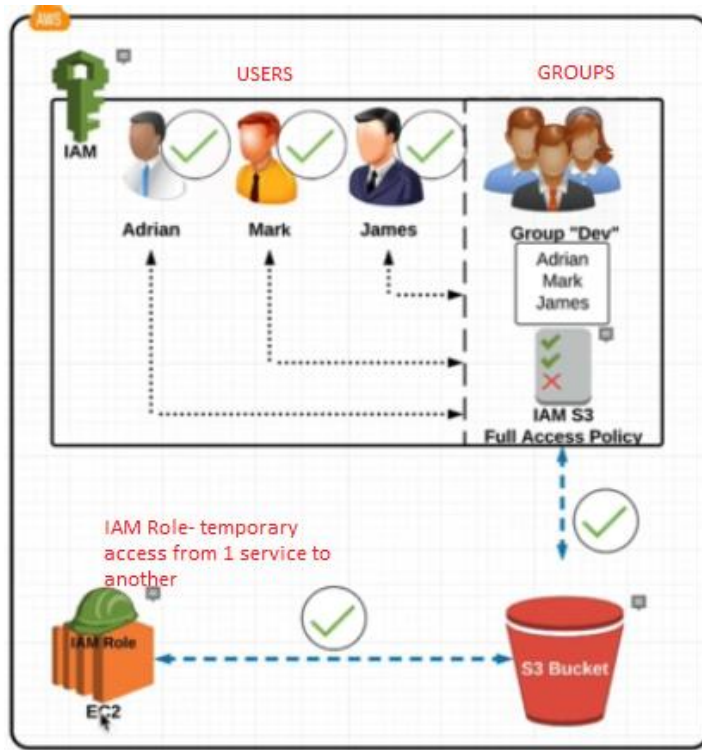 AWS
USERS
GROUPS
IAM
Adrian
Mark
James
Group "Dev"
Adrian
Mark
James
IAM S3
Full Access Policy
IAM Role- temporary
access from 1 service to
another
IAM Role
EC2
S3 Bucket